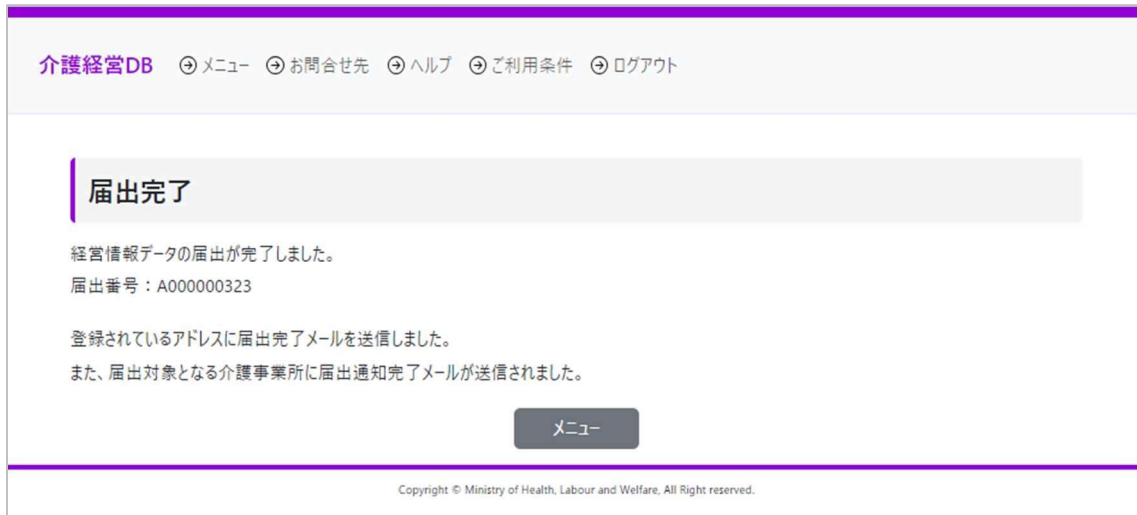 介護経営DB メニュー お問合せ先 ヘルプ ご利用条件 ログアウト
届出完了
経営情報データの届出が完了しました。
届出番号：A000000323
登録されているアドレスに届出完了メールを送信しました。
また、届出対象となる介護事業所に届出通知完了メールが送信されました。
メニュー
Copyright © Ministry of Health, Labour and Welfare, All Right reserved.